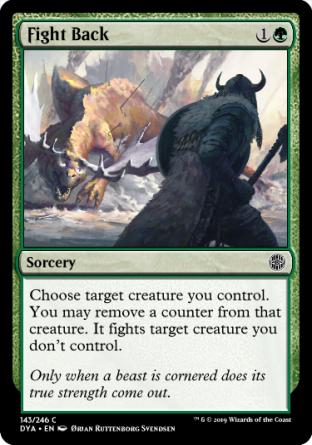 Fight Back 1
Sorcery
Choose target creature you control.
You may remove a counter from that
creature. It fights target creature you
don't control.
Only when a beast is cornered does its
true strength come out.
143/246 C ™ & © 2019 Wizards of the Coast
DYA • EN Ørjan Ruttenborg Svendsen